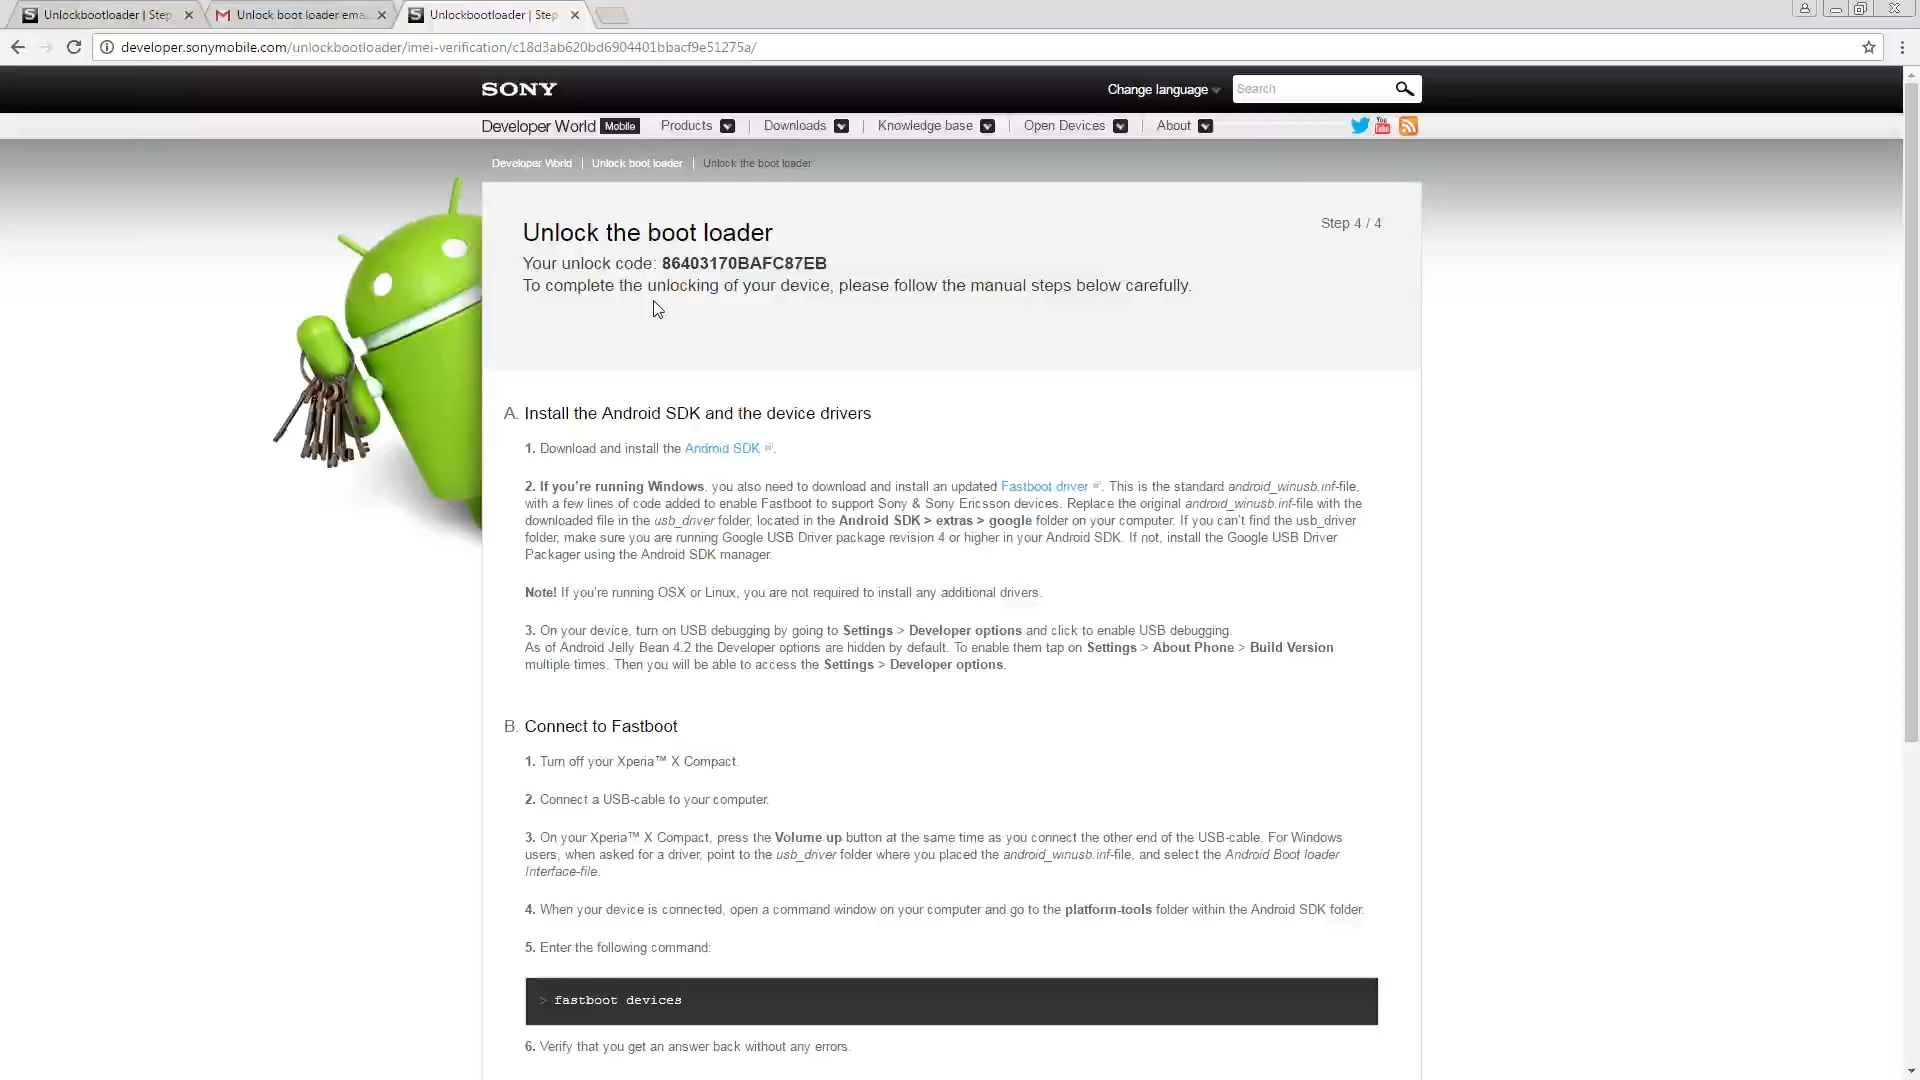 Unlockbootloader | Step
Unlock boot loader ema
Unlockbootloader | Step
developer.sonymobile.com/unlockbootloader/imei-verification/c18d3ab620bd6904401bbacf9e51275a/
SONY
Change language
Search
Developer World Mobile
Products
Downloads
Knowledge base
Open Devices
About
You Tube
Developer World | Unlock boot loader | Unlock the boot loader
Unlock the boot loader
Step 4 / 4
Your unlock code: 86403170BAFC87EB
To complete the unlocking of your device, please follow the manual steps below carefully.
A. Install the Android SDK and the device drivers
1. Download and install the Android SDK .
2. If you're running Windows, you also need to download and install an updated Fastboot driver . This is the standard android_winusb.inf-file,
with a few lines of code added to enable Fastboot to support Sony & Sony Ericsson devices. Replace the original android_winusb.inf-file with the
downloaded file in the usb_driver folder, located in the Android SDK > extras > google folder on your computer. If you can't find the usb_driver
folder, make sure you are running Google USB Driver package revision 4 or higher in your Android SDK. If not, install the Google USB Driver
Packager using the Android SDK manager.
Note! If you're running OSX or Linux, you are not required to install any additional drivers.
3. On your device, turn on USB debugging by going to Settings > Developer options and click to enable USB debugging.
As of Android Jelly Bean 4.2 the Developer options are hidden by default. To enable them tap on Settings > About Phone > Build Version
multiple times. Then you will be able to access the Settings > Developer options.
B. Connect to Fastboot
1. Turn off your Xperia™ X Compact.
2. Connect a USB-cable to your computer.
3. On your Xperia™ X Compact, press the Volume up button at the same time as you connect the other end of the USB-cable. For Windows
users, when asked for a driver, point to the usb_driver folder where you placed the android_winusb.inf-file, and select the Android Boot loader
Interface-file.
4. When your device is connected, open a command window on your computer and go to the platform-tools folder within the Android SDK folder.
5. Enter the following command:
> fastboot devices
6. Verify that you get an answer back without any errors.